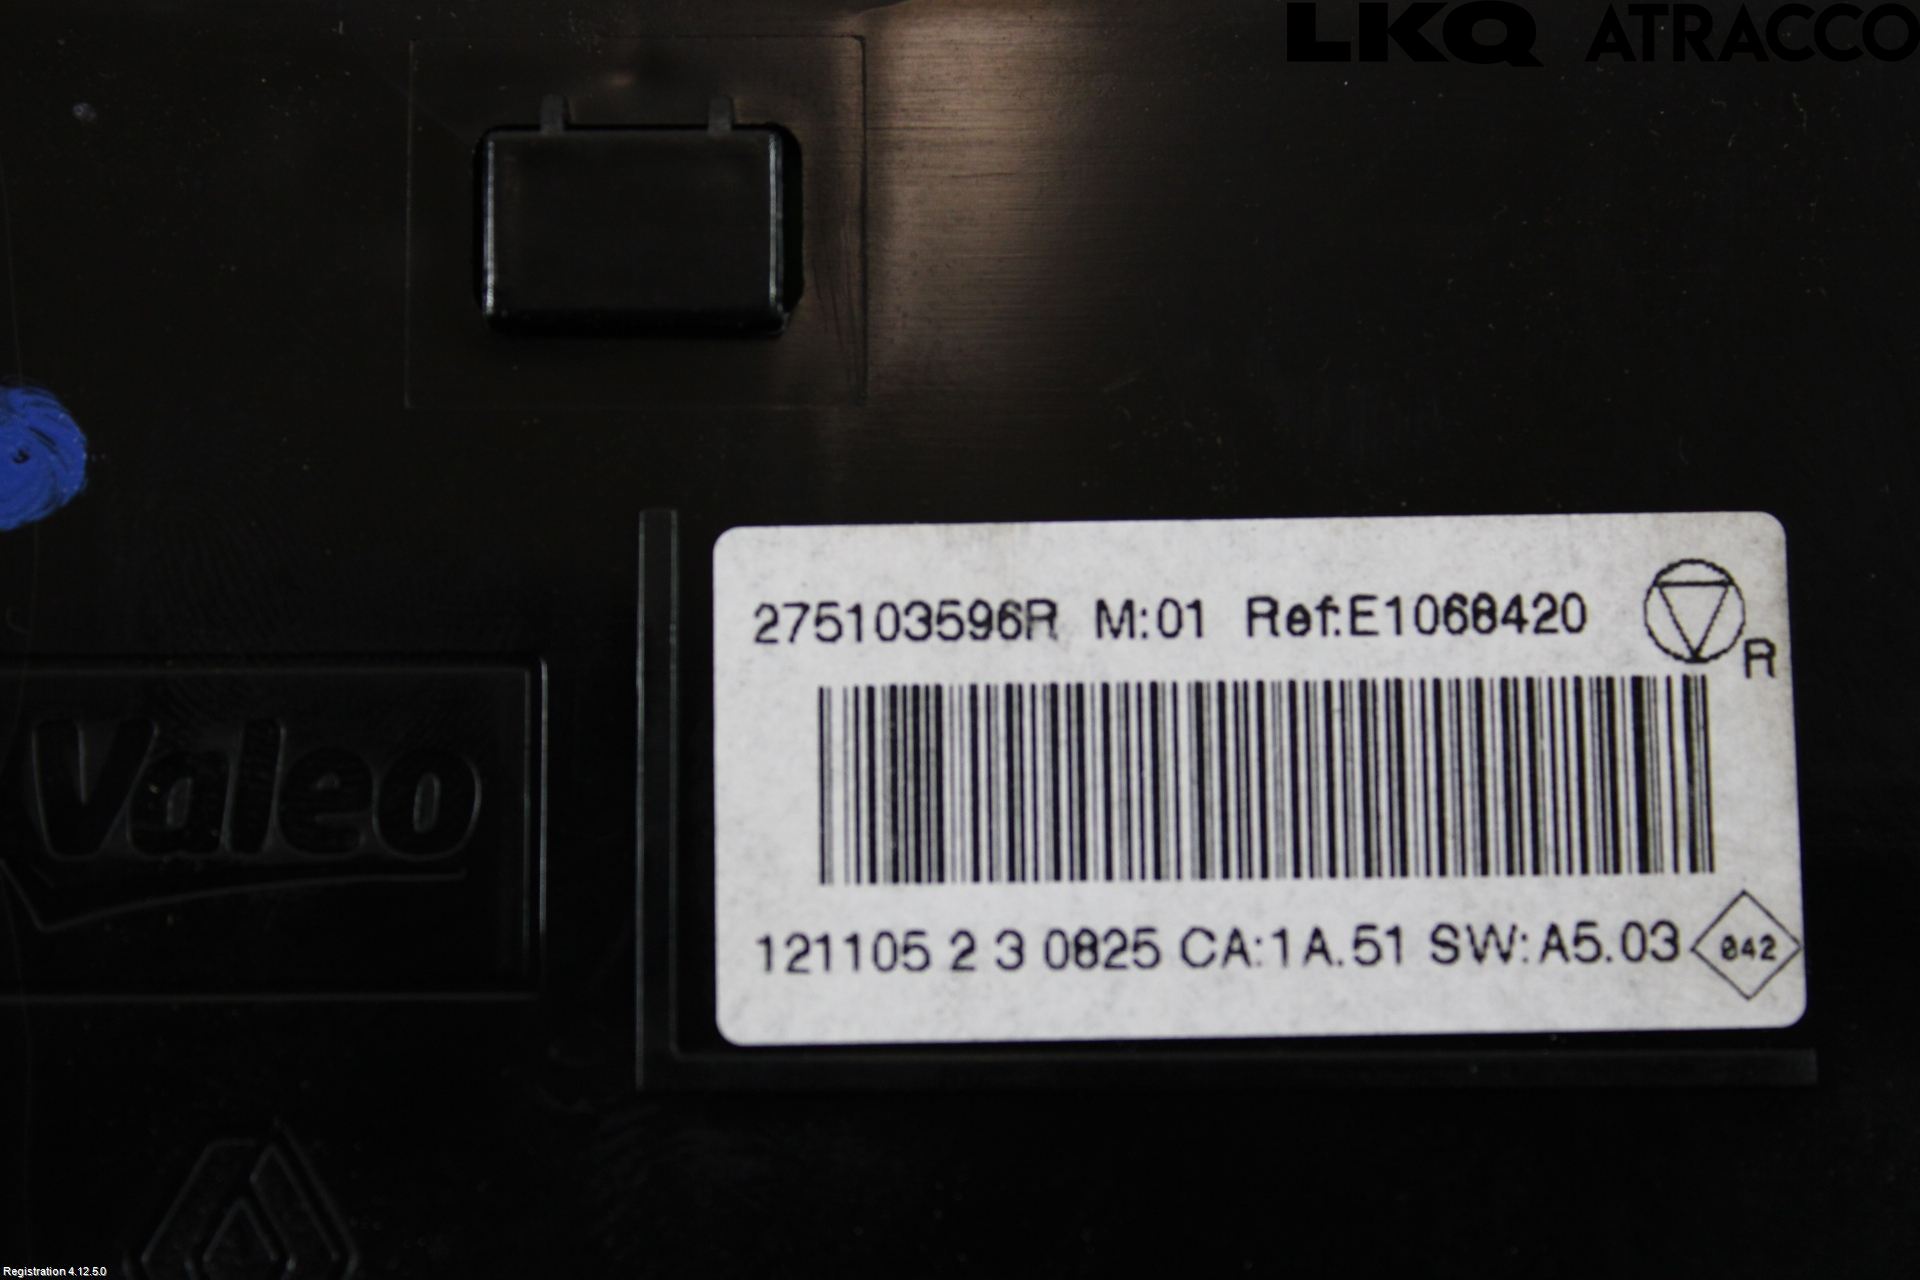 LKQ ATRACCO
275103596R M:01 Ref:E1068420
R
Valeo
121105 2 3 0825 CA:1A.51 SW:A5.03
842
Registration 4.12.5.0